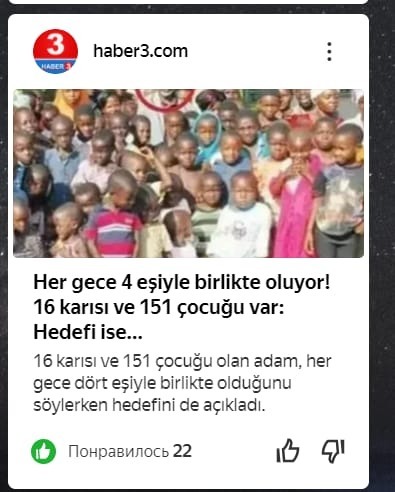 3
HABER 3
haber3.com
Her gece 4 eşiyle birlikte oluyor!
16 karısı ve 151 çocuğu var:
Hedefi ise...
16 karısı ve 151 çocuğu olan adam, her
gece dört eşiyle birlikte olduğunu
söylerken hedefini de açıkladı.
Понравилось 22